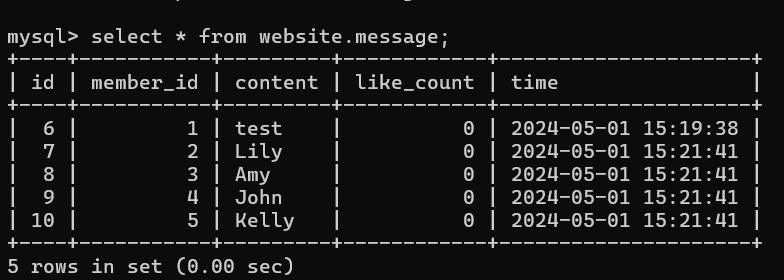 mysql> select * from website.message;
+----+-----------+---------+------------+---------------------+
| id | member_id | content | like_count | time                |
+----+-----------+---------+------------+---------------------+
|  6 |         1 | test    |          0 | 2024-05-01 15:19:38 |
|  7 |         2 | Lily    |          0 | 2024-05-01 15:21:41 |
|  8 |         3 | Amy     |          0 | 2024-05-01 15:21:41 |
|  9 |         4 | John    |          0 | 2024-05-01 15:21:41 |
| 10 |         5 | Kelly   |          0 | 2024-05-01 15:21:41 |
+----+-----------+---------+------------+---------------------+
5 rows in set (0.00 sec)